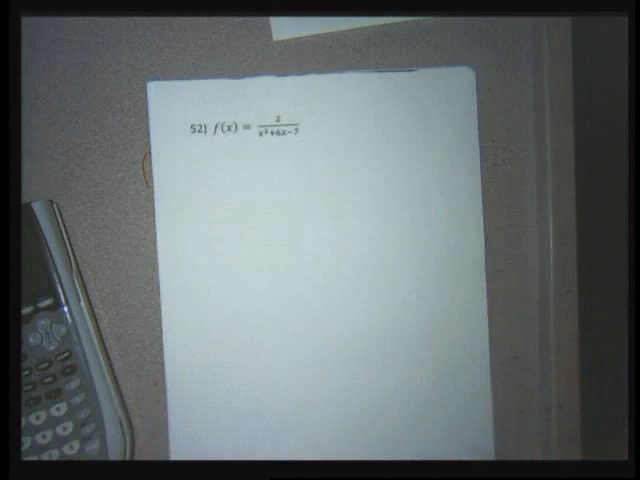 52) f(x) = 2/(x²+6x−7)